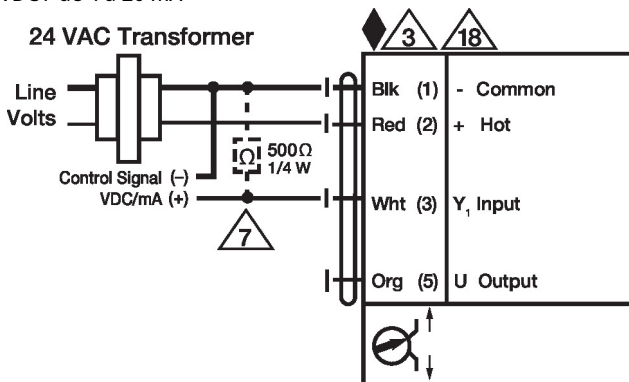 24 VAC Transformer
3
18
Line
Volts
Blk (1) - Common
Red (2) + Hot
Ω
500Ω
1/4 W
Control Signal (–)
VDC/mA (+)
7
Wht (3) Y1 Input
Org (5) U Output